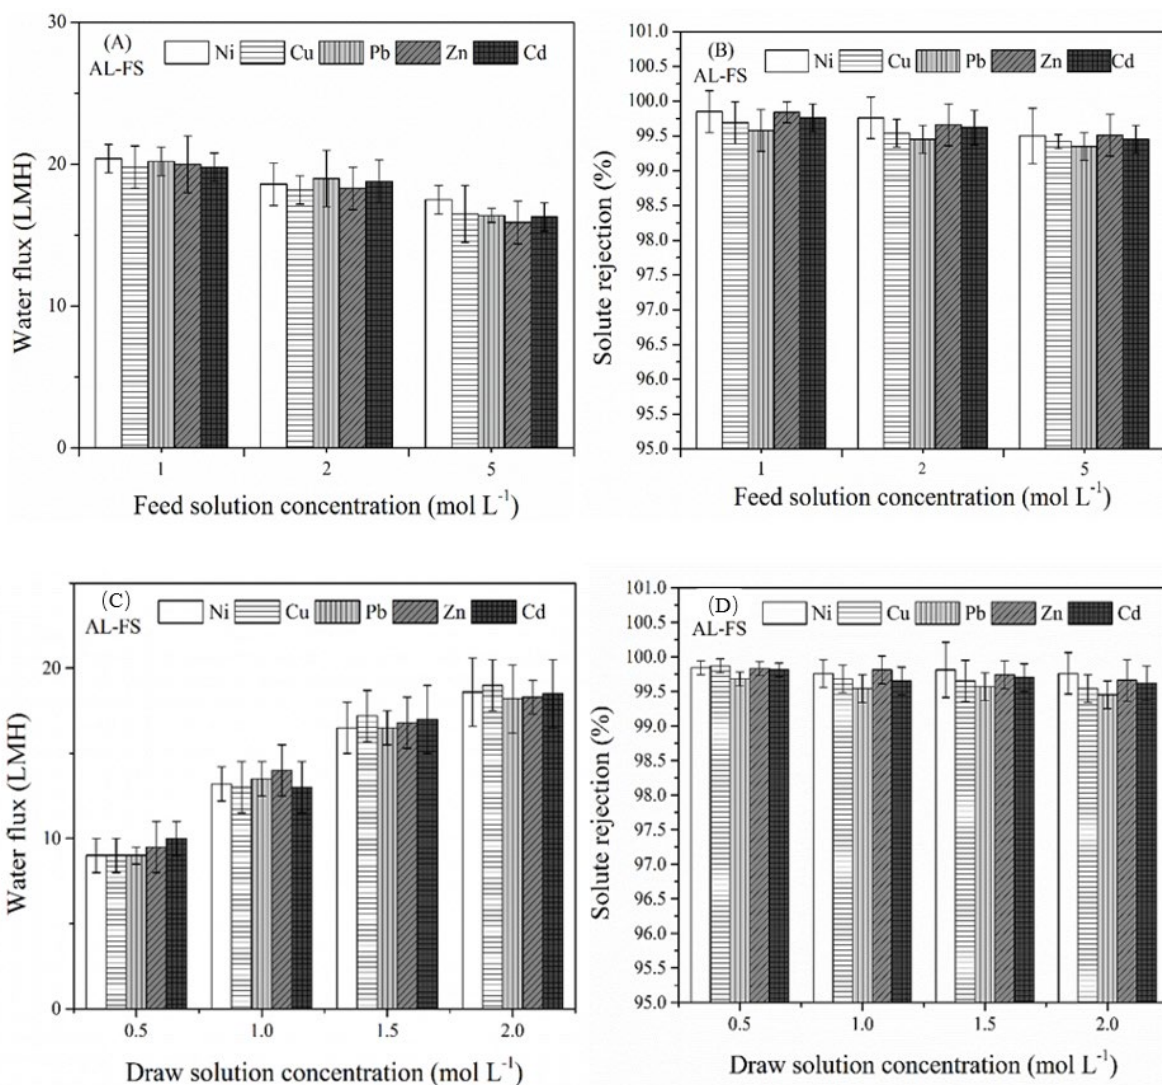 (A)
AL-FS
Ni Cu Pb Zn Cd
30
20
10
0
Water flux (LMH)
1 2 5
Feed solution concentration (mol L⁻¹)
(B)
AL-FS
Ni Cu Pb Zn Cd
101.0
100.5
100.0
99.5
99.0
98.5
98.0
97.5
97.0
96.5
96.0
95.5
95.0
Solute rejection (%)
1 2 5
Feed solution concentration (mol L⁻¹)
(C)
AL-FS
Ni Cu Pb Zn Cd
20
10
0
Water flux (LMH)
0.5 1.0 1.5 2.0
Draw solution concentration (mol L⁻¹)
(D)
AL-FS
Ni Cu Pb Zn Cd
101.0
100.5
100.0
99.5
99.0
98.5
98.0
97.5
97.0
96.5
96.0
95.5
95.0
Solute rejection (%)
0.5 1.0 1.5 2.0
Draw solution concentration (mol L⁻¹)